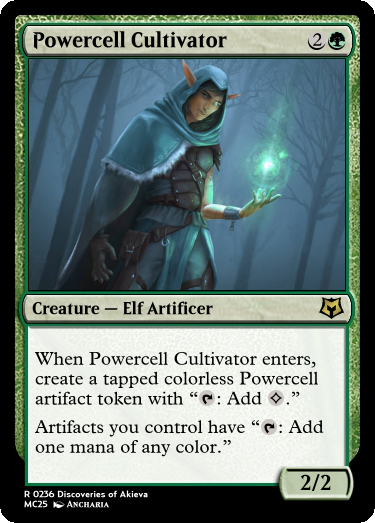 Powercell Cultivator 2
Creature — Elf Artificer
When Powercell Cultivator enters,
create a tapped colorless Powercell
artifact token with “: Add .”
Artifacts you control have “: Add
one mana of any color.”
2/2
R 0236 Discoveries of Akieva
MC25 Ancharia